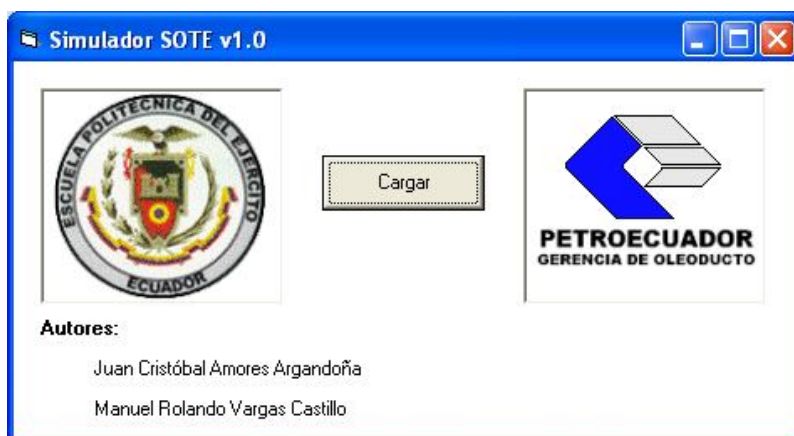 Simulador SOTE v1.0
ESCUELA POLITECNICA DEL EJERCITO
ECUADOR
Cargar
PETROECUADOR
GERENCIA DE OLEODUCTO
Autores:
Juan Cristóbal Amores Argandoña
Manuel Rolando Vargas Castillo